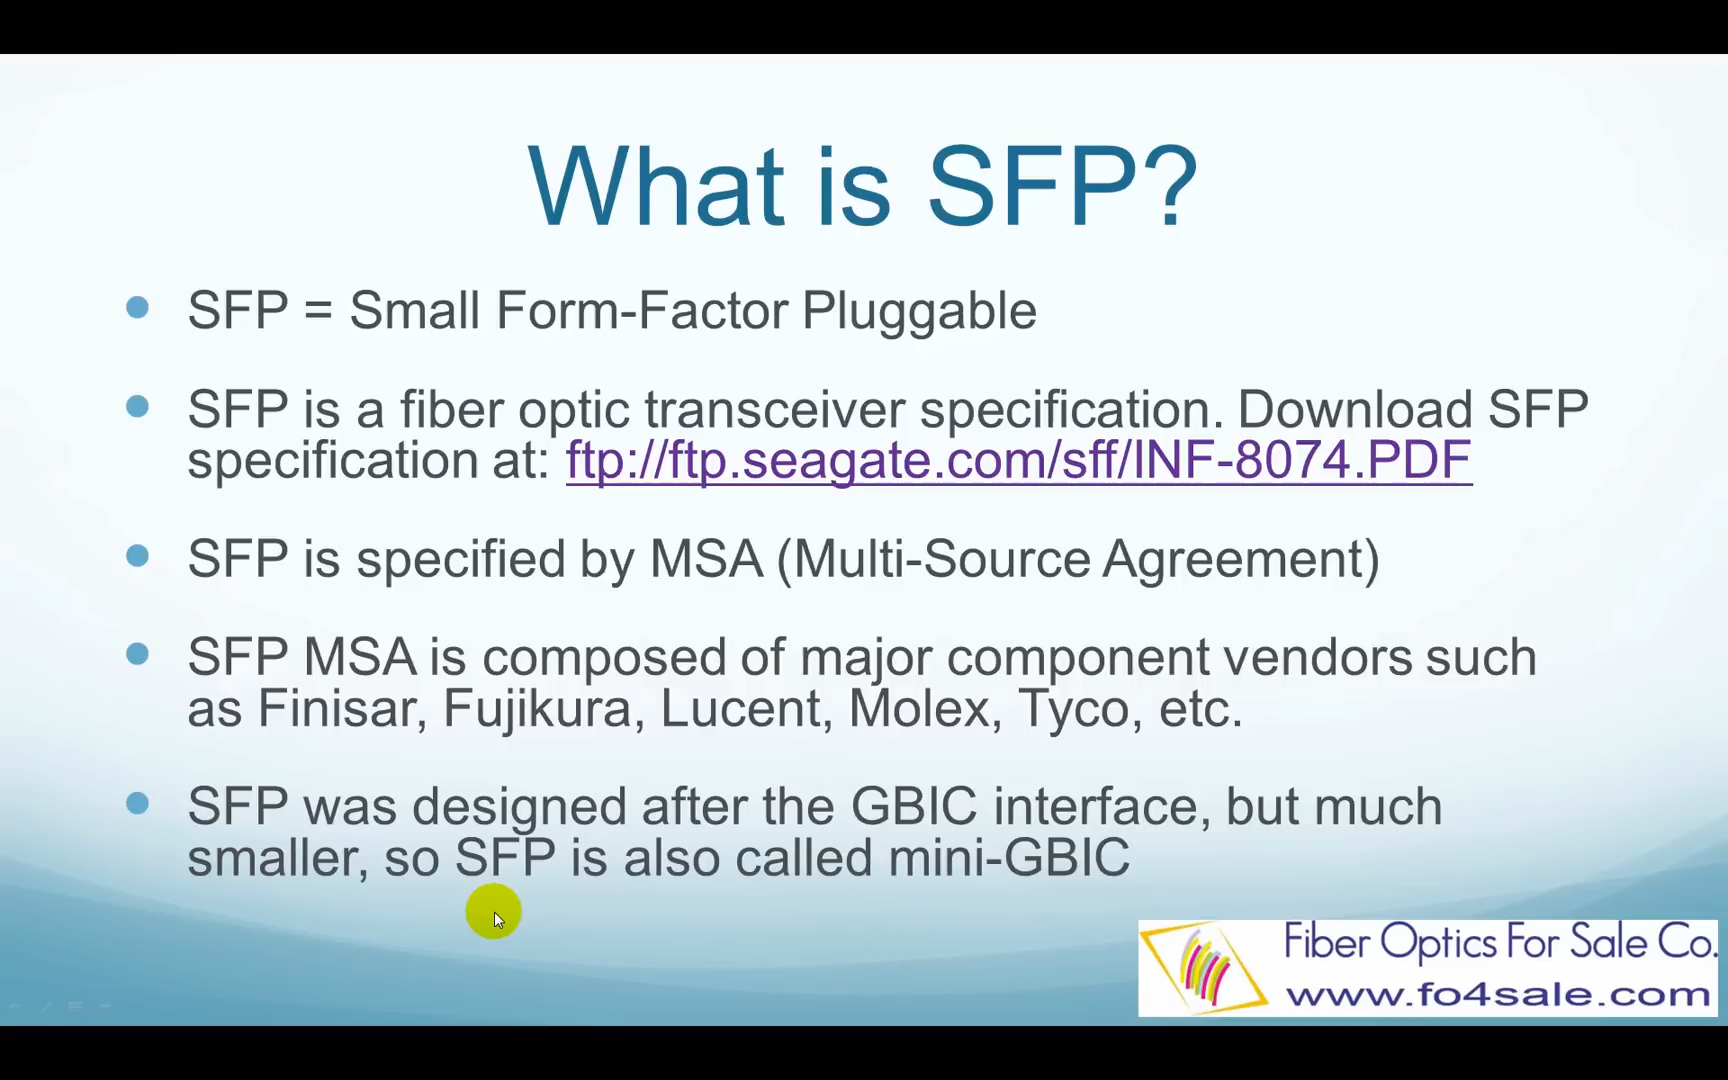 What is SFP?
SFP = Small Form-Factor Pluggable
SFP is a fiber optic transceiver specification. Download SFP
specification at: ftp://ftp.seagate.com/sff/INF-8074.PDF
SFP is specified by MSA (Multi-Source Agreement)
SFP MSA is composed of major component vendors such
as Finisar, Fujikura, Lucent, Molex, Tyco, etc.
SFP was designed after the GBIC interface, but much
smaller, so SFP is also called mini-GBIC
Fiber Optics For Sale Co.
www.fo4sale.com